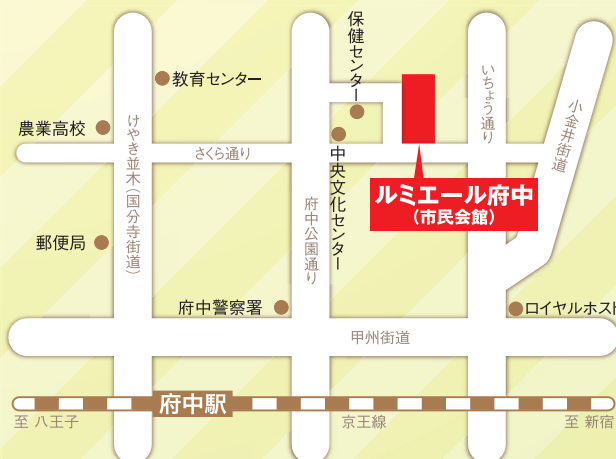 保健センター
教育センター
いちょう通り
小金井街道
農業高校
けやき並木(国分寺街道)
さくら通り
中央文化センター
ルミエール府中
(市民会館)
府中公園通り
郵便局
府中警察署
ロイヤルホスト
甲州街道
府中駅
至 八王子
京王線
至 新宿